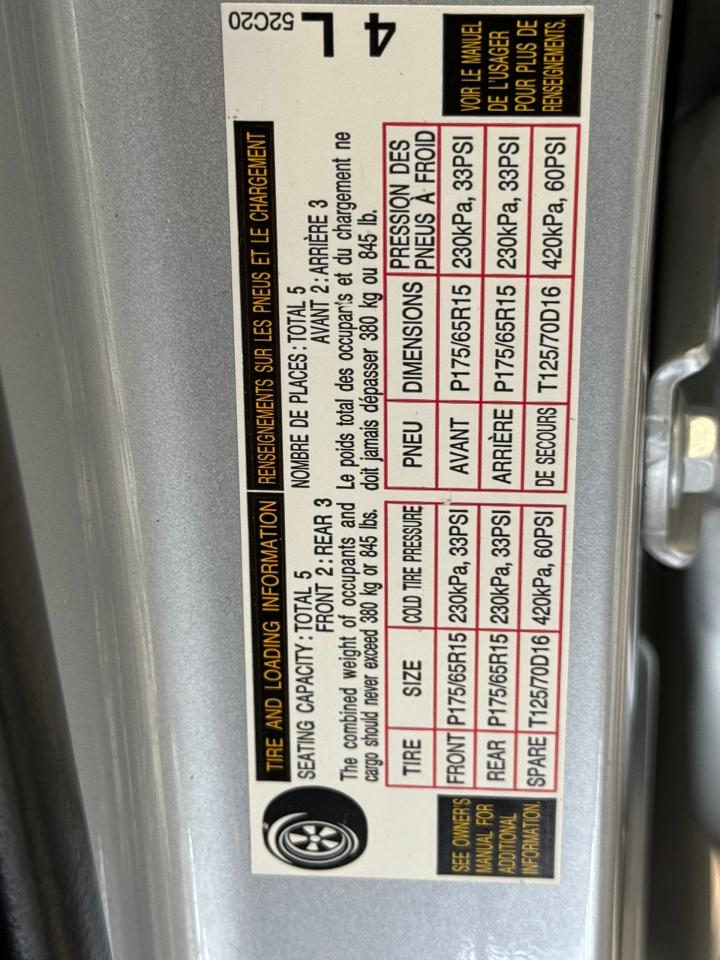 TIRE AND LOADING INFORMATION
SEATING CAPACITY : TOTAL 5
FRONT 2 : REAR 3
The combined weight of occupants and
cargo should never exceed 380 kg or 845 lbs.
TIRE SIZE COLD TIRE PRESSURE
FRONT P175/65R15 230kPa, 33PSI
REAR P175/65R15 230kPa, 33PSI
SPARE T125/70D16 420kPa, 60PSI
SEE OWNER'S
MANUAL FOR
ADDITIONAL
INFORMATION.
RENSEIGNEMENTS SUR LES PNEUS ET LE CHARGEMENT
NOMBRE DE PLACES : TOTAL 5
AVANT 2 : ARRIÈRE 3
Le poids total des occupants et du chargement ne
doit jamais dépasser 380 kg ou 845 lb.
PNEU DIMENSIONS PRESSION DES
PNEUS À FROID
AVANT P175/65R15 230kPa, 33PSI
ARRIÈRE P175/65R15 230kPa, 33PSI
DE SECOURS T125/70D16 420kPa, 60PSI
VOIR LE MANUEL
DE L'USAGER
POUR PLUS DE
RENSEIGNEMENTS.
52C20
L
4